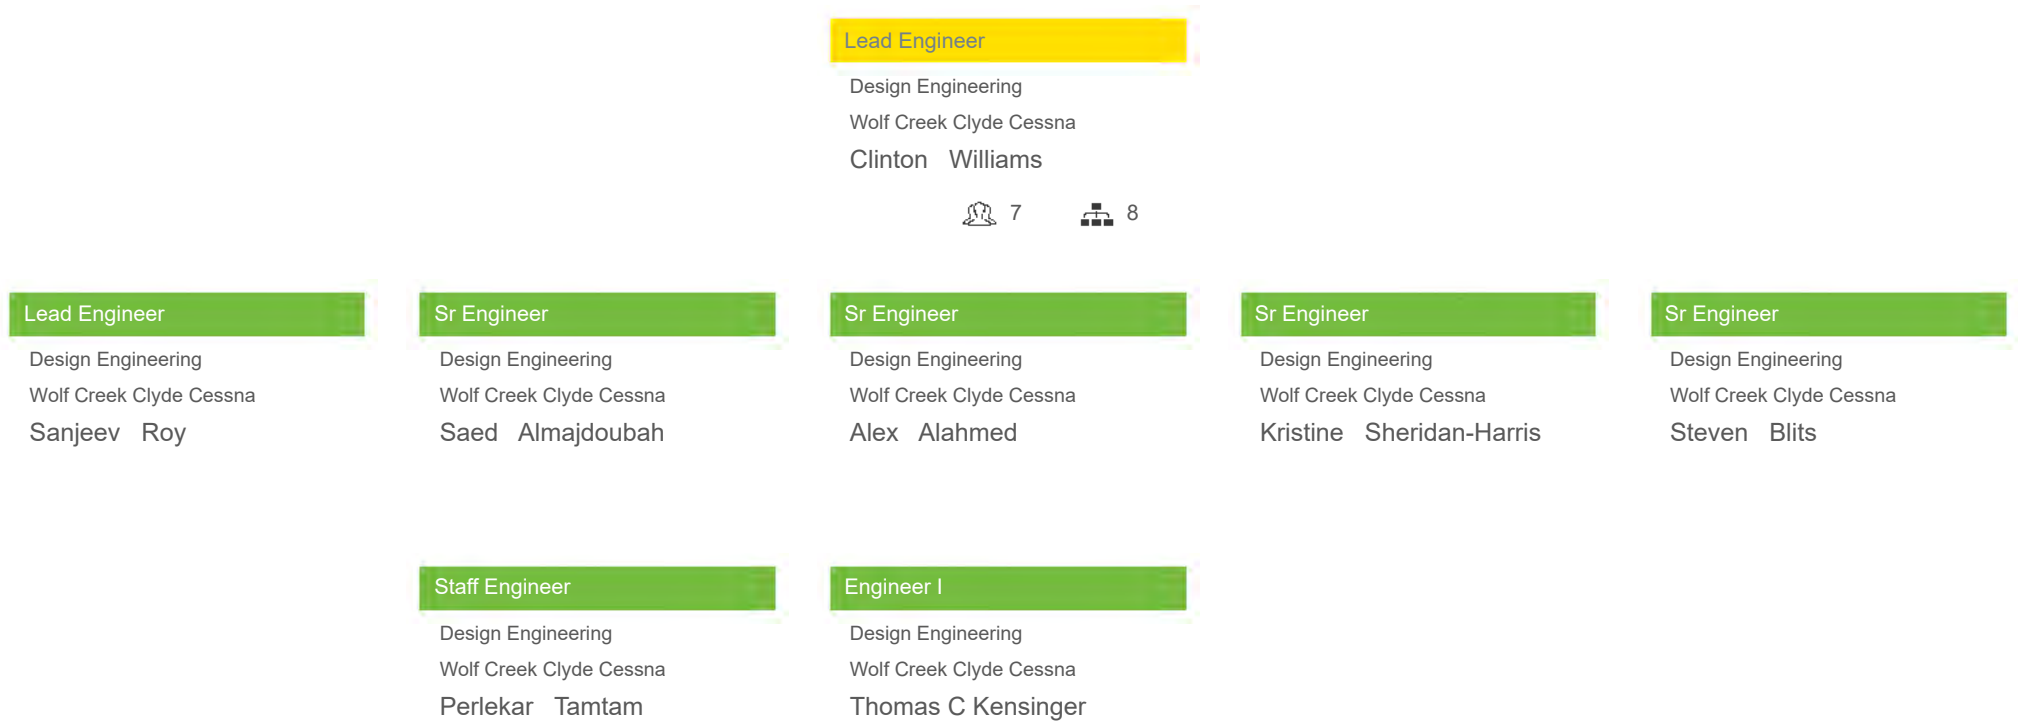 Lead Engineer
Design Engineering
Wolf Creek Clyde Cessna
Clinton Williams
7 8
Lead Engineer
Design Engineering
Wolf Creek Clyde Cessna
Sanjeev Roy
Sr Engineer
Design Engineering
Wolf Creek Clyde Cessna
Saed Almajdoubah
Sr Engineer
Design Engineering
Wolf Creek Clyde Cessna
Alex Alahmed
Sr Engineer
Design Engineering
Wolf Creek Clyde Cessna
Kristine Sheridan-Harris
Sr Engineer
Design Engineering
Wolf Creek Clyde Cessna
Steven Blits
Staff Engineer
Design Engineering
Wolf Creek Clyde Cessna
Perlekar Tamtam
Engineer I
Design Engineering
Wolf Creek Clyde Cessna
Thomas C Kensinger